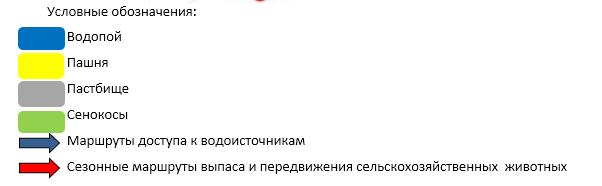 Условные обозначения:
Водопой
Пашня
Пастбище
Сенокосы
Маршруты доступа к водоисточникам
Сезонные маршруты выпаса и передвижения сельскохозяйственных животных